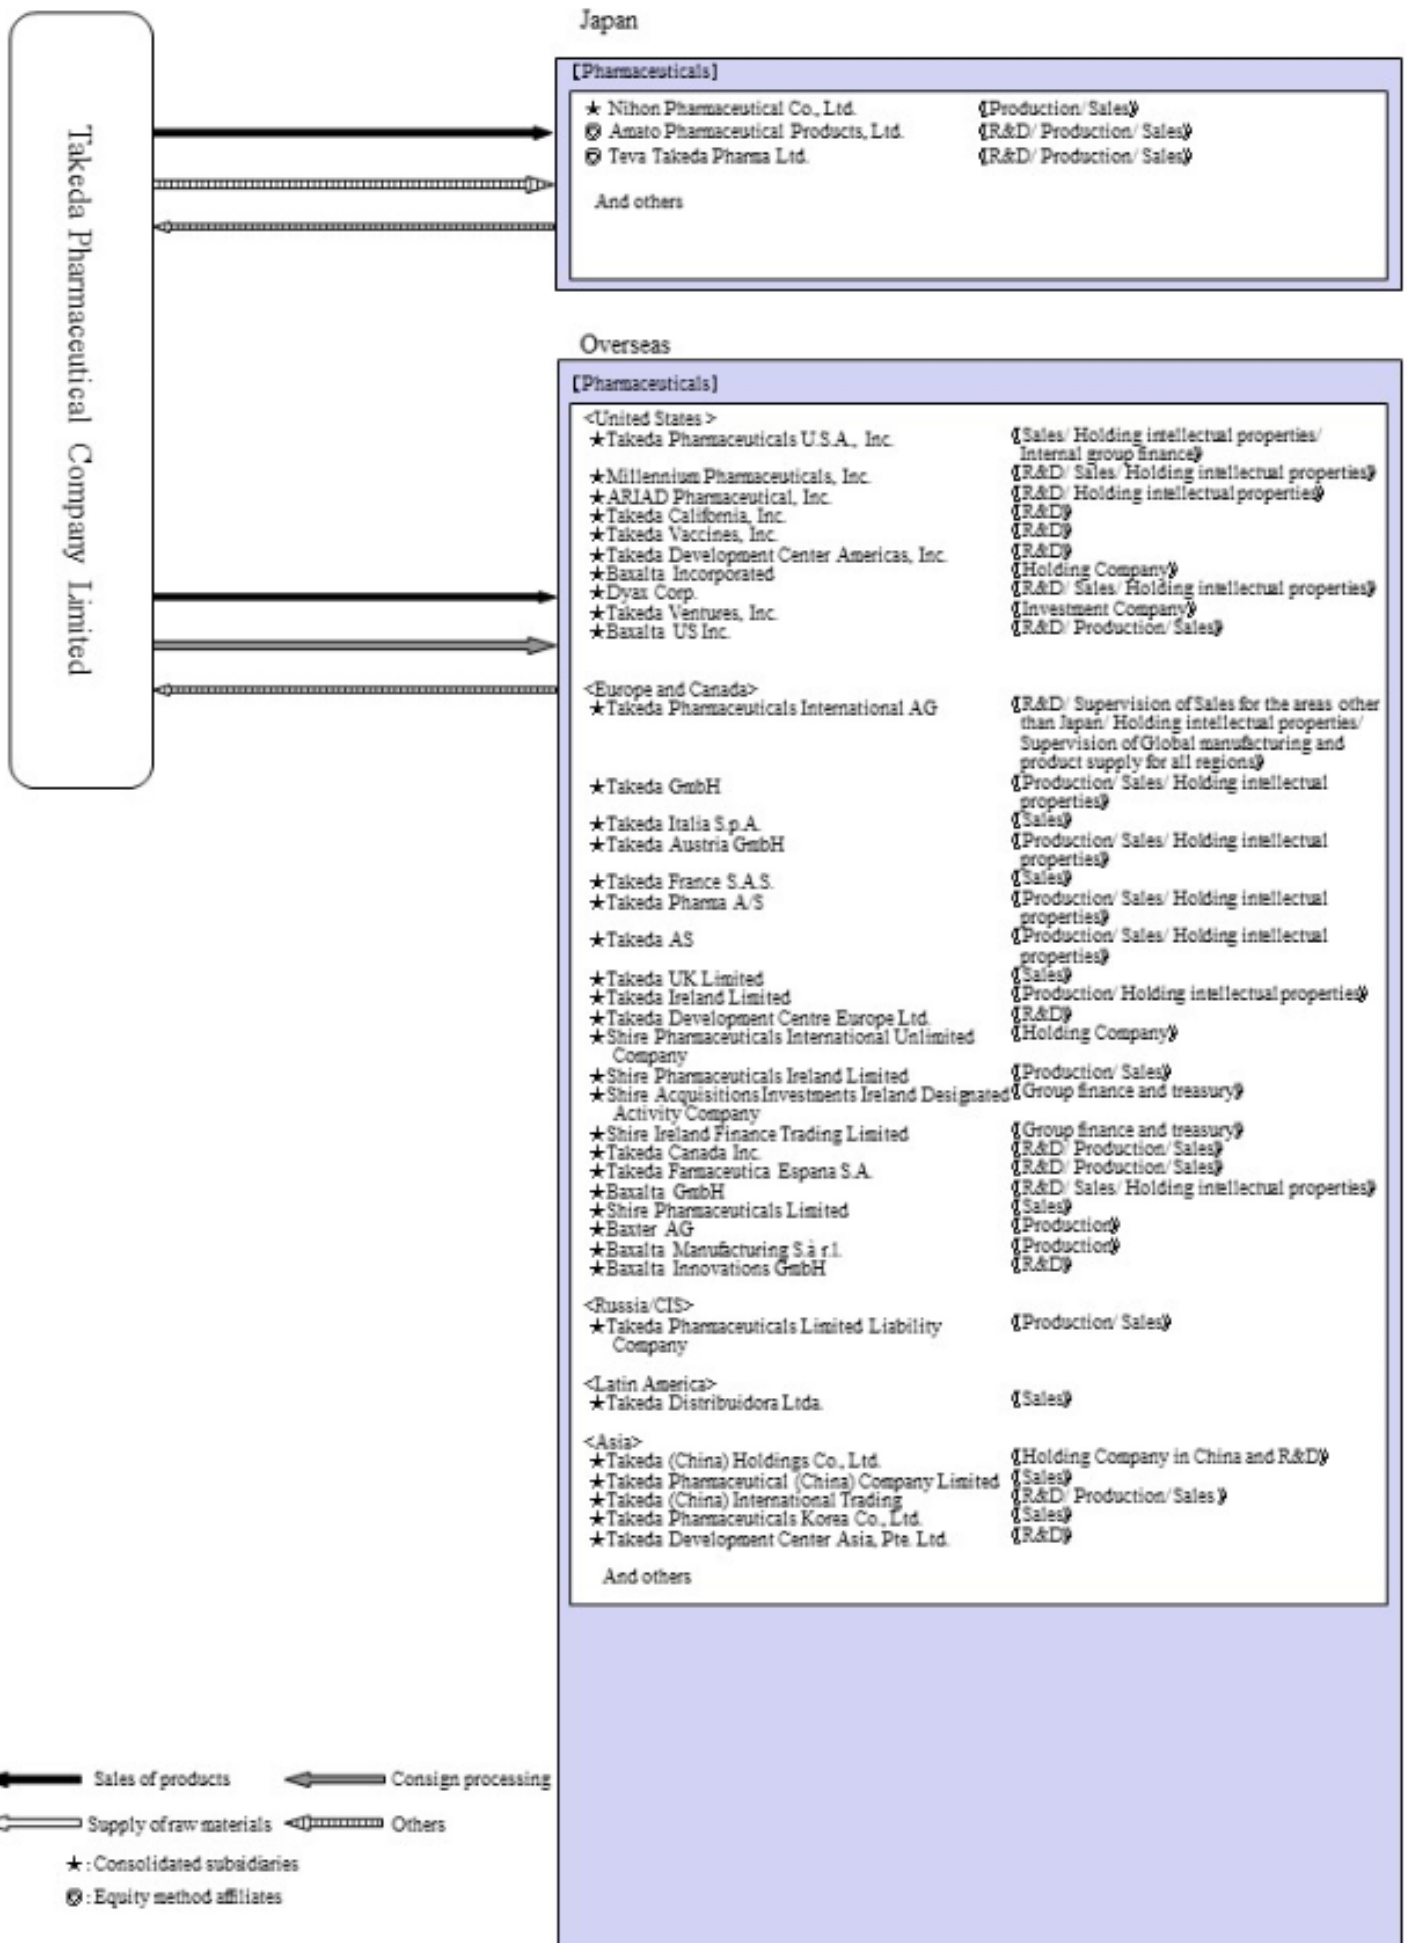 Japan
Takeda Pharmaceutical Company Limited
【Pharmaceuticals】
★ Nihon Pharmaceutical Co., Ltd. 《Production/Sales》
◎ Amato Pharmaceutical Products, Ltd. 《R&D/ Production/ Sales》
◎ Teva Takeda Pharma Ltd. 《R&D/ Production/ Sales》
And others
Overseas
【Pharmaceuticals】
<United States >
★Takeda Pharmaceuticals U.S.A., Inc. 《Sales/ Holding intellectual properties/
Internal group finance》
★Millennium Pharmaceuticals, Inc. 《R&D/ Sales/ Holding intellectual properties》
★ARIAD Pharmaceutical, Inc. 《R&D/ Holding intellectual properties》
★Takeda California, Inc. 《R&D》
★Takeda Vaccines, Inc. 《R&D》
★Takeda Development Center Americas, Inc. 《R&D》
★Baxalta Incorporated 《Holding Company》
★Dyax Corp. 《R&D/ Sales/ Holding intellectual properties》
★Takeda Ventures, Inc. 《Investment Company》
★Baxalta US Inc. 《R&D/ Production/ Sales》
<Europe and Canada>
★Takeda Pharmaceuticals International AG 《R&D/ Supervision of Sales for the areas other
than Japan/ Holding intellectual properties/
Supervision of Global manufacturing and
product supply for all regions》
★Takeda GmbH 《Production/ Sales/ Holding intellectual
properties》
★Takeda Italia S.p.A. 《Sales》
★Takeda Austria GmbH 《Production/ Sales/ Holding intellectual
properties》
★Takeda France S.A.S. 《Sales》
★Takeda Pharma A/S 《Production/ Sales/ Holding intellectual
properties》
★Takeda AS 《Production/ Sales/ Holding intellectual
properties》
★Takeda UK Limited 《Sales》
★Takeda Ireland Limited 《Production/ Holding intellectual properties》
★Takeda Development Centre Europe Ltd. 《R&D》
★Shire Pharmaceuticals International Unlimited 《Holding Company》
Company
★Shire Pharmaceuticals Ireland Limited 《Production/ Sales》
★Shire Acquisitions Investments Ireland Designated 《Group finance and treasury》
Activity Company
★Shire Ireland Finance Trading Limited 《Group finance and treasury》
★Takeda Canada Inc. 《R&D/ Production/Sales》
★Takeda Farmaceutica Espana S.A. 《R&D/ Production/Sales》
★Baxalta GmbH 《R&D/ Sales/ Holding intellectual properties》
★Shire Pharmaceuticals Limited 《Sales》
★Baxter AG 《Production》
★Baxalta Manufacturing S.à r.l. 《Production》
★Baxalta Innovations GmbH 《R&D》
<Russia/CIS>
★Takeda Pharmaceuticals Limited Liability 《Production/ Sales》
Company
<Latin America>
★Takeda Distribuidora Ltda. 《Sales》
<Asia>
★Takeda (China) Holdings Co., Ltd. 《Holding Company in China and R&D》
★Takeda Pharmaceutical (China) Company Limited 《Sales》
★Takeda (China) International Trading 《R&D/ Production/Sales》
★Takeda Pharmaceuticals Korea Co., Ltd. 《Sales》
★Takeda Development Center Asia, Pte. Ltd. 《R&D》
And others
Sales of products Consign processing
Supply of raw materials Others
★: Consolidated subsidiaries
◎: Equity method affiliates